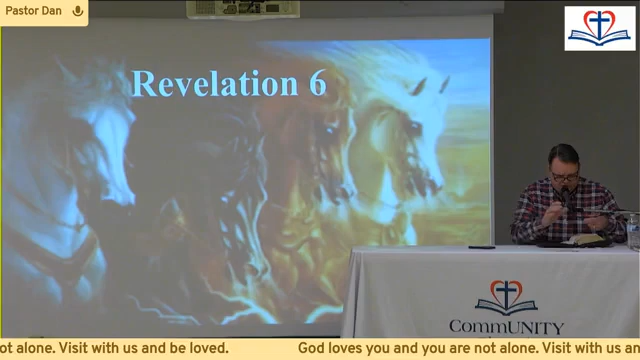 Pastor Dan
Revelation 6
CommUNITY
ot alone. Visit with us and be loved. God loves you and you are not alone. Visit with us an